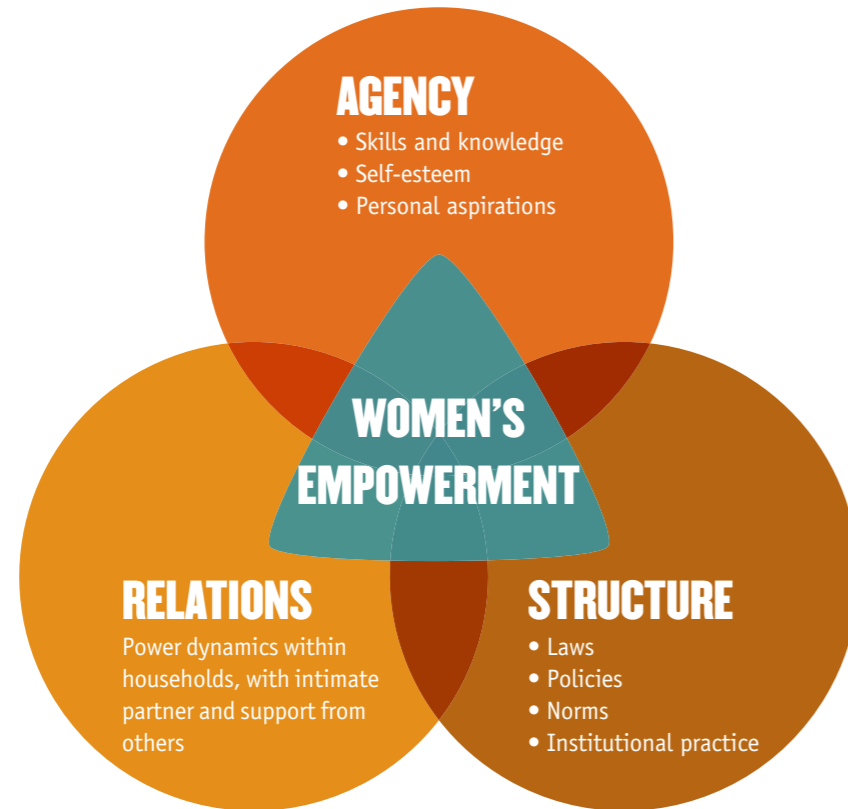 AGENCY
• Skills and knowledge
• Self-esteem
• Personal aspirations
WOMEN'S
EMPOWERMENT
RELATIONS
Power dynamics within
households, with intimate
partner and support from
others
STRUCTURE
• Laws
• Policies
• Norms
• Institutional practice